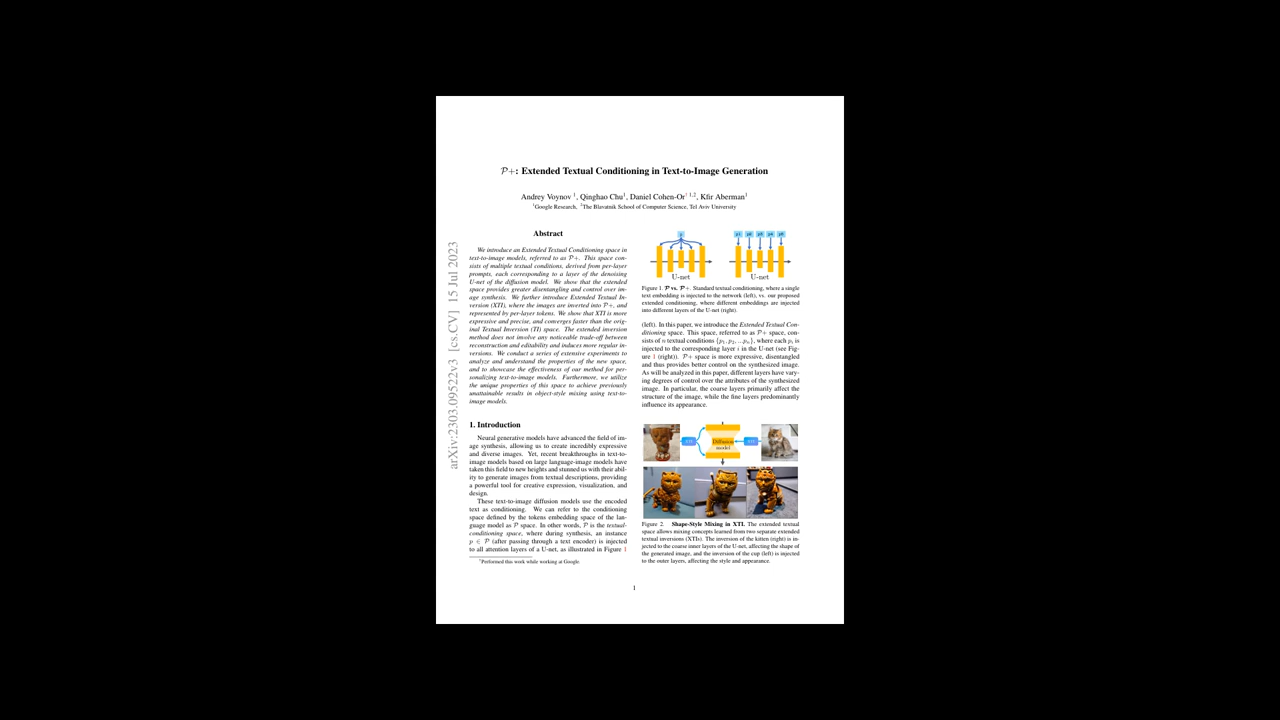 arXiv:2303.09522v3 [cs.CV] 15 Jul 2023
𝒫+: Extended Textual Conditioning in Text-to-Image Generation
Andrey Voynov ¹, Qinghao Chu¹, Daniel Cohen-Or† ¹,², Kfir Aberman¹
¹Google Research, ²The Blavatnik School of Computer Science, Tel Aviv University
Abstract
We introduce an Extended Textual Conditioning space in
text-to-image models, referred to as 𝒫+. This space con-
sists of multiple textual conditions, derived from per-layer
prompts, each corresponding to a layer of the denoising
U-net of the diffusion model. We show that the extended
space provides greater disentangling and control over im-
age synthesis. We further introduce Extended Textual In-
version (XTI), where the images are inverted into 𝒫+, and
represented by per-layer tokens. We show that XTI is more
expressive and precise, and converges faster than the orig-
inal Textual Inversion (TI) space. The extended inversion
method does not involve any noticeable trade-off between
reconstruction and editability and induces more regular in-
versions. We conduct a series of extensive experiments to
analyze and understand the properties of the new space,
and to showcase the effectiveness of our method for per-
sonalizing text-to-image models. Furthermore, we utilize
the unique properties of this space to achieve previously
unattainable results in object-style mixing using text-to-
image models.
1. Introduction
Neural generative models have advanced the field of im-
age synthesis, allowing us to create incredibly expressive
and diverse images. Yet, recent breakthroughs in text-to-
image models based on large language-image models have
taken this field to new heights and stunned us with their abil-
ity to generate images from textual descriptions, providing
a powerful tool for creative expression, visualization, and
design.
These text-to-image diffusion models use the encoded
text as conditioning. We can refer to the conditioning
space defined by the tokens embedding space of the lan-
guage model as 𝒫 space. In other words, 𝒫 is the textual-
conditioning space, where during synthesis, an instance
p ∈ 𝒫 (after passing through a text encoder) is injected
to all attention layers of a U-net, as illustrated in Figure 1
†Performed this work while working at Google.
p
p1 p2 p3 p4 p5
U-net
U-net
Figure 1. 𝒫 vs. 𝒫+. Standard textual conditioning, where a single
text embedding is injected to the network (left), vs. our proposed
extended conditioning, where different embeddings are injected
into different layers of the U-net (right).
(left). In this paper, we introduce the Extended Textual Con-
ditioning space. This space, referred to as 𝒫+ space, con-
sists of n textual conditions {p₁, p₂, ...pₙ}, where each pᵢ is
injected to the corresponding layer i in the U-net (see Fig-
ure 1 (right)). 𝒫+ space is more expressive, disentangled
and thus provides better control on the synthesized image.
As will be analyzed in this paper, different layers have vary-
ing degrees of control over the attributes of the synthesized
image. In particular, the coarse layers primarily affect the
structure of the image, while the fine layers predominantly
influence its appearance.
XTI
Diffusion
model
XTI
Figure 2. Shape-Style Mixing in XTI. The extended textual
space allows mixing concepts learned from two separate extended
textual inversions (XTIs). The inversion of the kitten (right) is in-
jected to the coarse inner layers of the U-net, affecting the shape of
the generated image, and the inversion of the cup (left) is injected
to the outer layers, affecting the style and appearance.
1